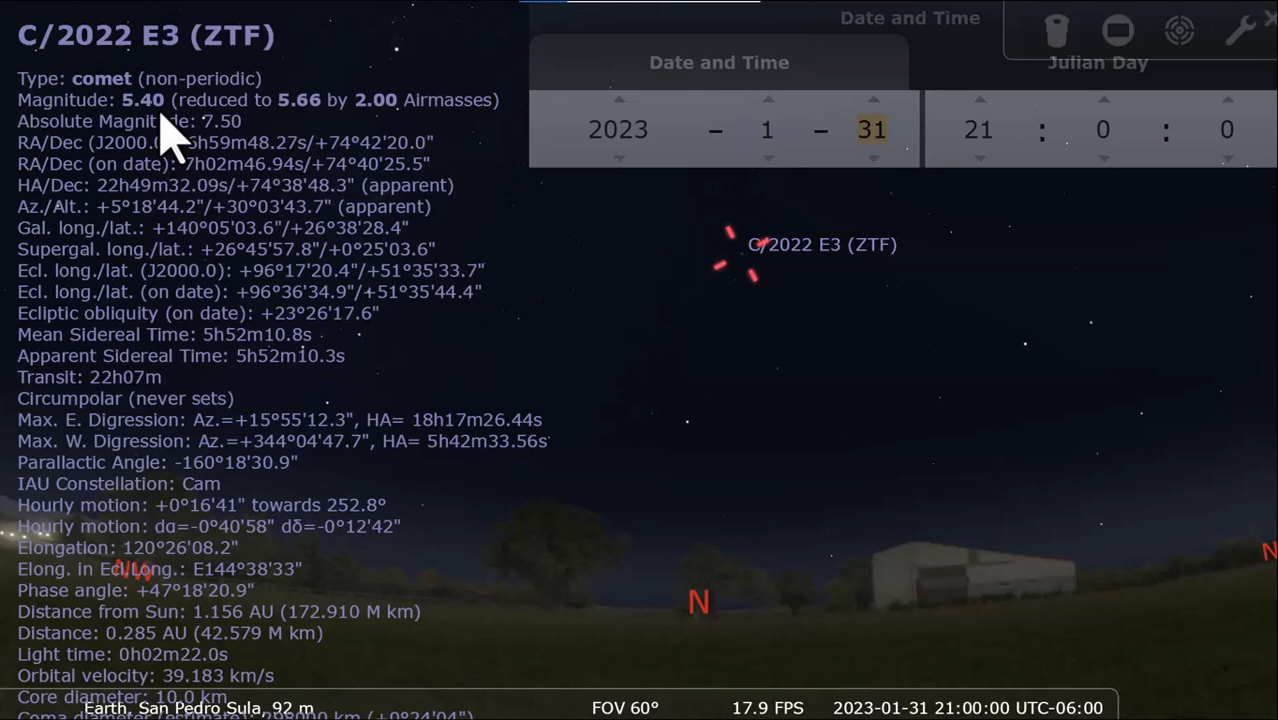 C/2022 E3 (ZTF)
Type: comet (non-periodic)
Magnitude: 5.40 (reduced to 5.66 by 2.00 Airmasses)
Absolute Magnitude: 7.50
RA/Dec (J2000.0): 6h59m48.27s/+74°42'20.0"
RA/Dec (on date): 7h02m46.94s/+74°40'25.5"
HA/Dec: 22h49m32.09s/+74°38'48.3" (apparent)
Az./Alt.: +5°18'44.2"/+30°03'43.7" (apparent)
Gal. long./lat.: +140°05'03.6"/+26°38'28.4"
Supergal. long./lat.: +26°45'57.8"/+0°25'03.6"
Ecl. long./lat. (J2000.0): +96°17'20.4"/+51°35'33.7"
Ecl. long./lat. (on date): +96°36'34.9"/+51°35'44.4"
Ecliptic obliquity (on date): +23°26'17.6"
Mean Sidereal Time: 5h52m10.8s
Apparent Sidereal Time: 5h52m10.3s
Transit: 22h07m
Circumpolar (never sets)
Max. E. Digression: Az.=+15°55'12.3", HA= 18h17m26.44s
Max. W. Digression: Az.=+344°04'47.7", HA= 5h42m33.56s
Parallactic Angle: -160°18'30.9"
IAU Constellation: Cam
Hourly motion: +0°16'41" towards 252.8°
Hourly motion: dα=-0°40'58" dδ=-0°12'42"
Elongation: 120°26'08.2"
Elong. in Ecl.Long.: E144°38'33"
Phase angle: +47°18'20.9"
Distance from Sun: 1.156 AU (172.910 M km)
Distance: 0.285 AU (42.579 M km)
Light time: 0h02m22.0s
Orbital velocity: 39.183 km/s
Core diameter: 10.0 km
Coma diameter (estimate): 298000 km (+0°24'04")
Date and Time
Date and Time
Julian Day
2023 - 1 - 31 21 : 0 : 0
C/2022 E3 (ZTF)
NW
N
N
Earth, San Pedro Sula, 92 m
FOV 60°
17.9 FPS
2023-01-31 21:00:00 UTC-06:00